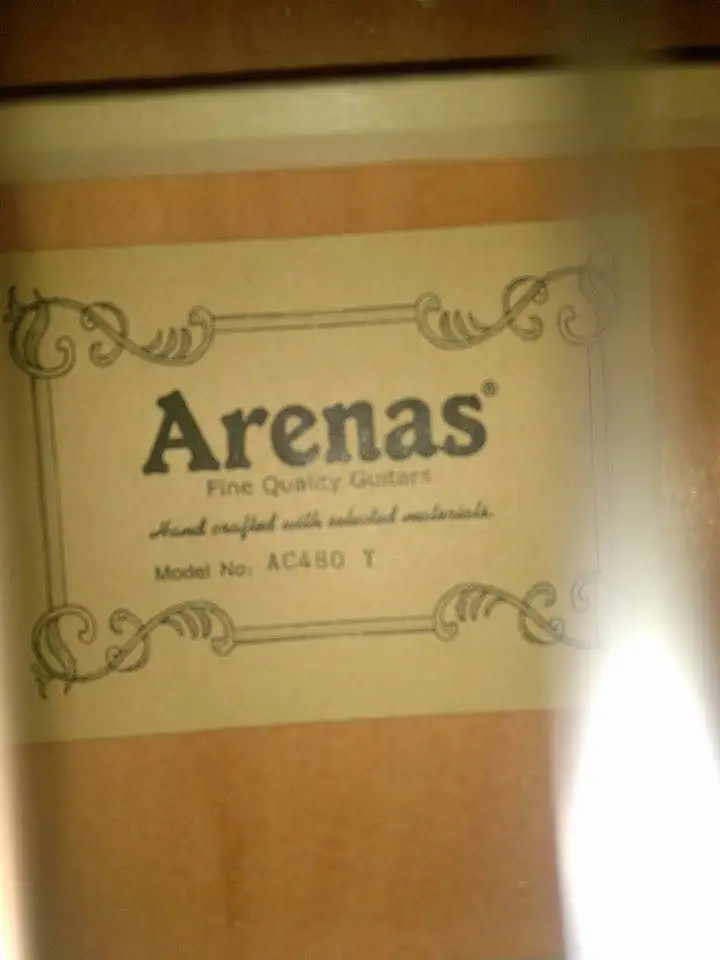 Arenas®
Fine Quality Guitars
Hand crafted with selected materials.
Model No: AC480 T